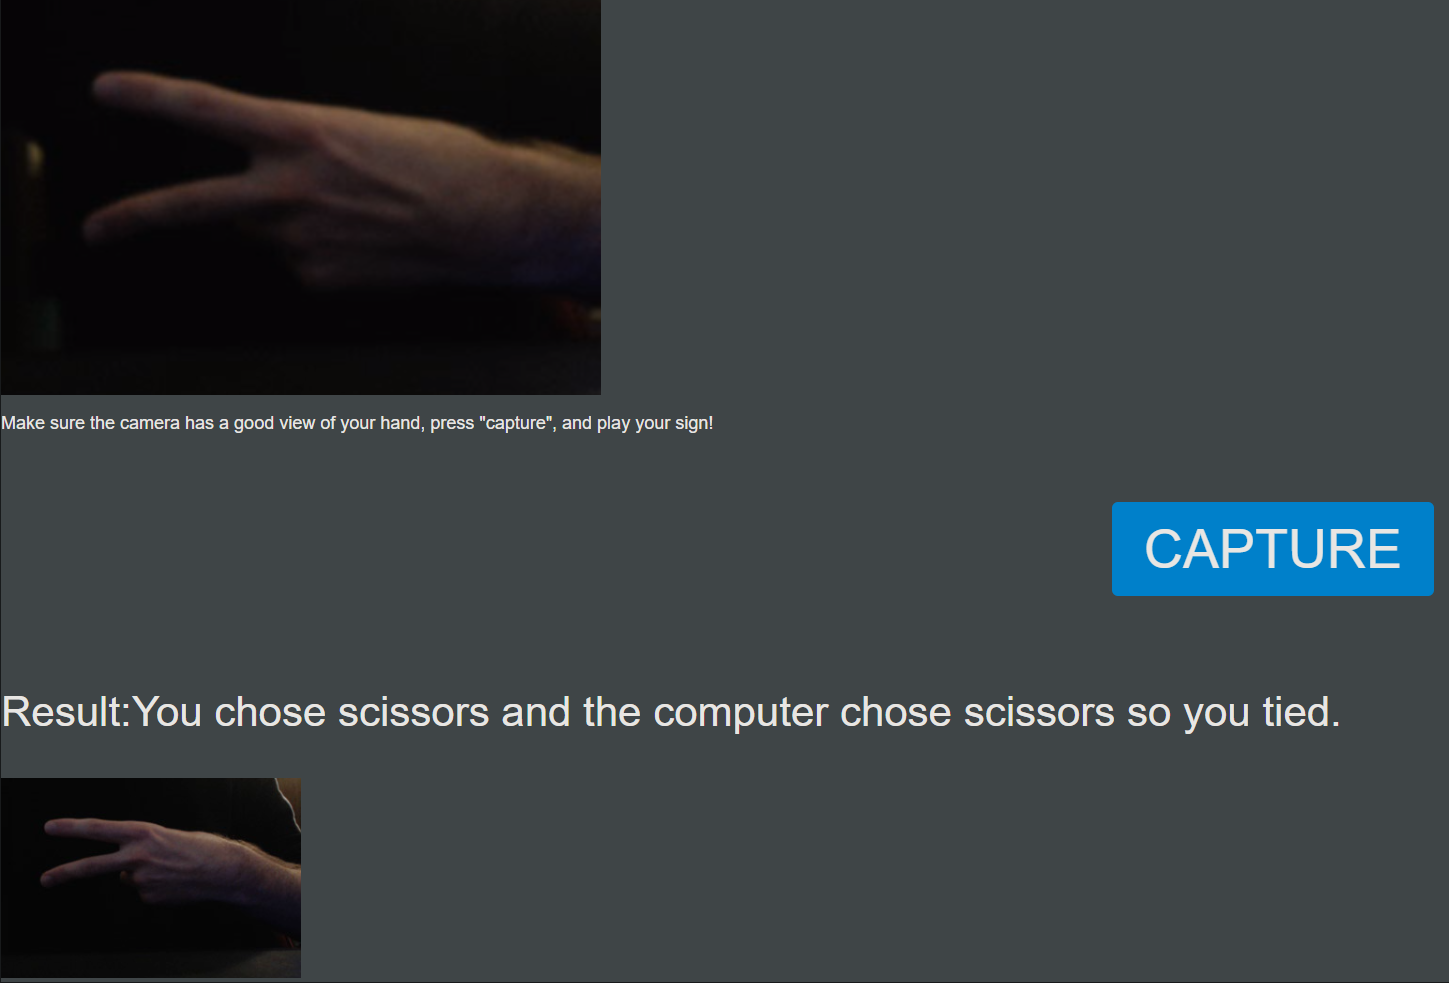 Make sure the camera has a good view of your hand, press "capture", and play your sign!
CAPTURE
Result:You chose scissors and the computer chose scissors so you tied.